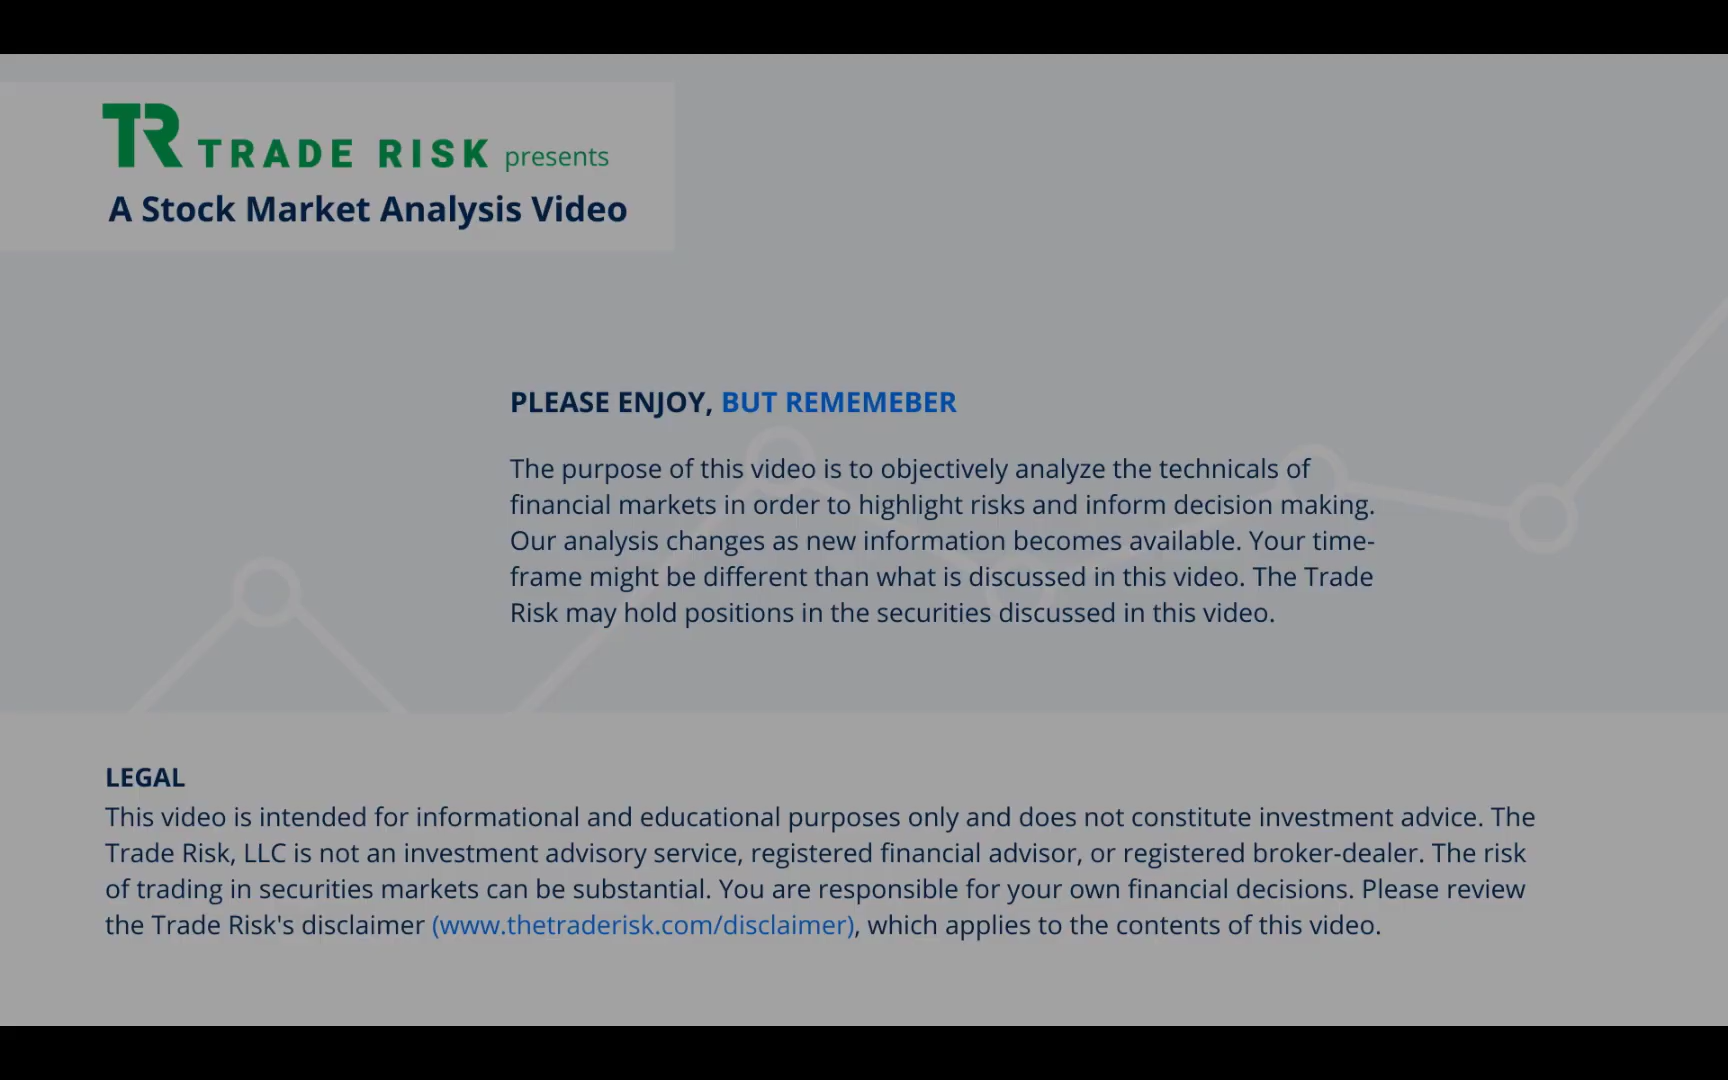 TR TRADE RISK presents
A Stock Market Analysis Video
PLEASE ENJOY, BUT REMEMEBER
The purpose of this video is to objectively analyze the technicals of
financial markets in order to highlight risks and inform decision making.
Our analysis changes as new information becomes available. Your time-
frame might be different than what is discussed in this video. The Trade
Risk may hold positions in the securities discussed in this video.
LEGAL
This video is intended for informational and educational purposes only and does not constitute investment advice. The
Trade Risk, LLC is not an investment advisory service, registered financial advisor, or registered broker-dealer. The risk
of trading in securities markets can be substantial. You are responsible for your own financial decisions. Please review
the Trade Risk's disclaimer (www.thetraderisk.com/disclaimer), which applies to the contents of this video.